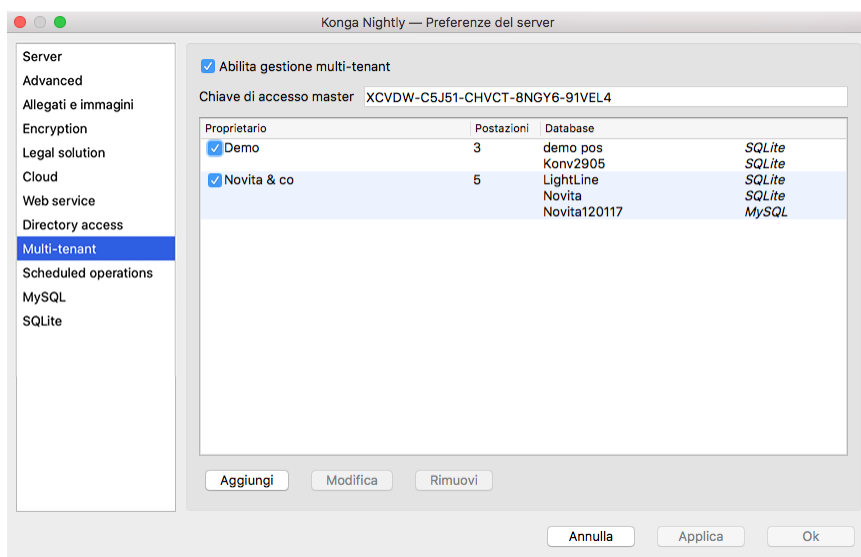 Konga Nightly — Preferenze del server
Server
Advanced
Allegati e immagini
Encryption
Legal solution
Cloud
Web service
Directory access
Multi-tenant
Scheduled operations
MySQL
SQLite
Abilita gestione multi-tenant
Chiave di accesso master XCVDW-C5J51-CHVCT-8NGY6-91VEL4
Proprietario Postazioni Database
Demo 3 demo pos SQLite
Konv2905 SQLite
Novita & co 5 LightLine SQLite
Novita SQLite
Novita120117 MySQL
Aggiungi Modifica Rimuovi
Annulla Applica Ok